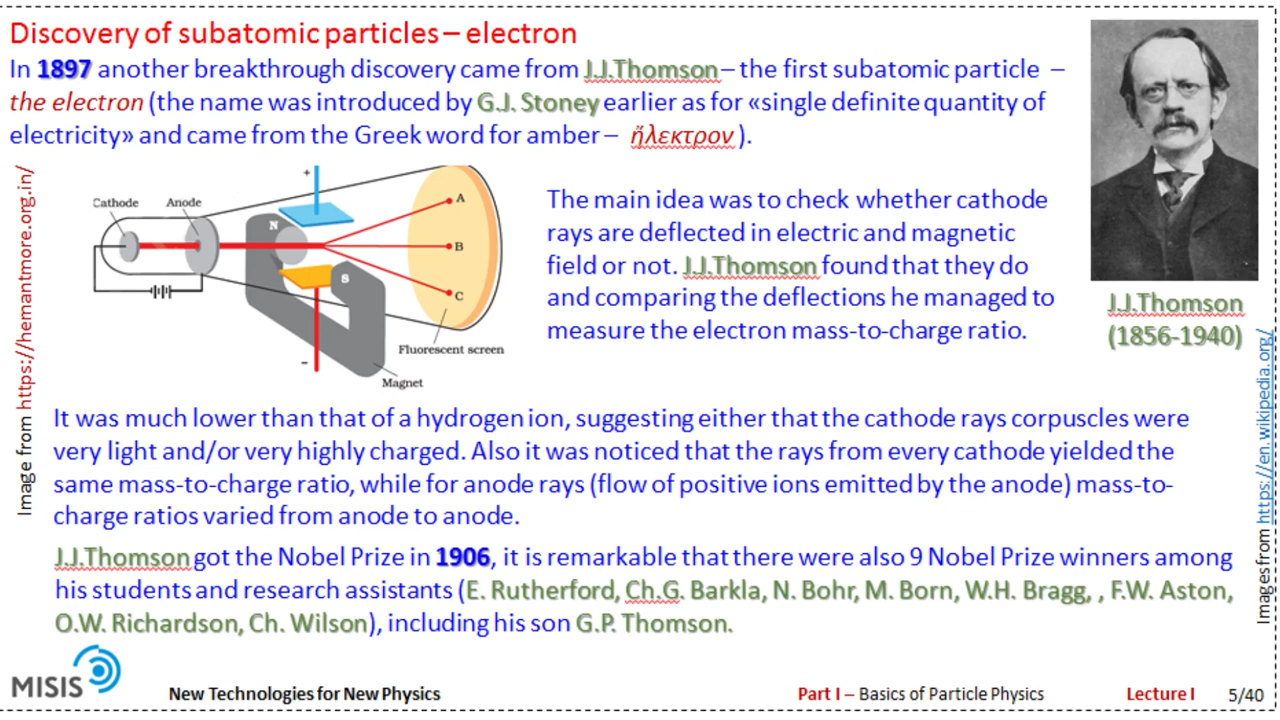 Discovery of subatomic particles – electron
In 1897 another breakthrough discovery came from J.J.Thomson – the first subatomic particle –
the electron (the name was introduced by G.J. Stoney earlier as for «single definite quantity of
electricity» and came from the Greek word for amber – ἤλεκτρον ).
Image from https://hemantmore.org.in/
Cathode
Anode
+
N
S
A
B
C
–
Fluorescent screen
Magnet
The main idea was to check whether cathode
rays are deflected in electric and magnetic
field or not. J.J.Thomson found that they do
and comparing the deflections he managed to
measure the electron mass-to-charge ratio.
J.J.Thomson
(1856-1940)
Images from https://en.wikipedia.org/
It was much lower than that of a hydrogen ion, suggesting either that the cathode rays corpuscles were
very light and/or very highly charged. Also it was noticed that the rays from every cathode yielded the
same mass-to-charge ratio, while for anode rays (flow of positive ions emitted by the anode) mass-to-
charge ratios varied from anode to anode.
J.J.Thomson got the Nobel Prize in 1906, it is remarkable that there were also 9 Nobel Prize winners among
his students and research assistants (E. Rutherford, Ch.G. Barkla, N. Bohr, M. Born, W.H. Bragg, , F.W. Aston,
O.W. Richardson, Ch. Wilson), including his son G.P. Thomson.
MISIS
New Technologies for New Physics
Part I – Basics of Particle Physics
Lecture I
5/40